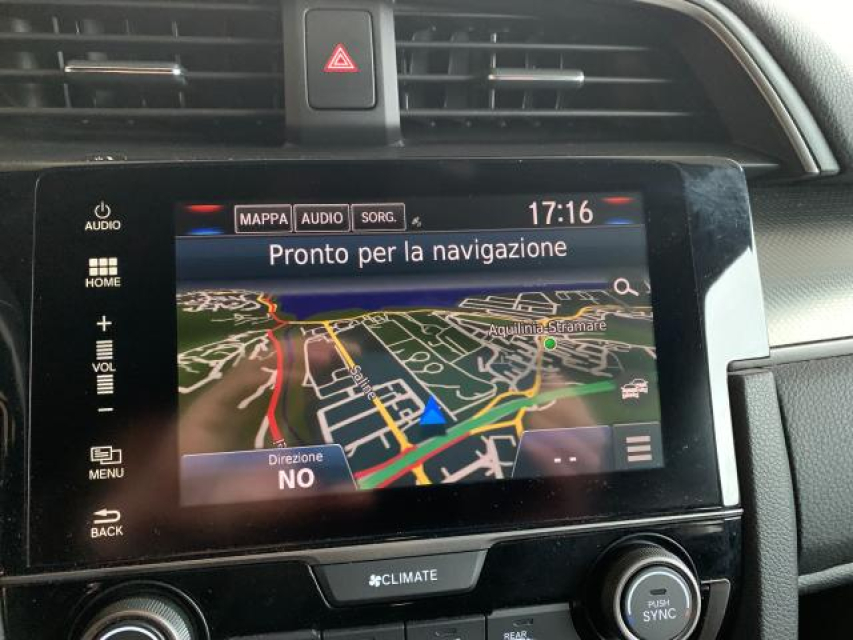 AUDIO
HOME
+
VOL
-
MENU
BACK
MAPPA AUDIO SORG. 17:16
Pronto per la navigazione
Aquilinia-Stramare
Saline
Direzione
NO
--
CLIMATE
PUSH
SYNC
REAR